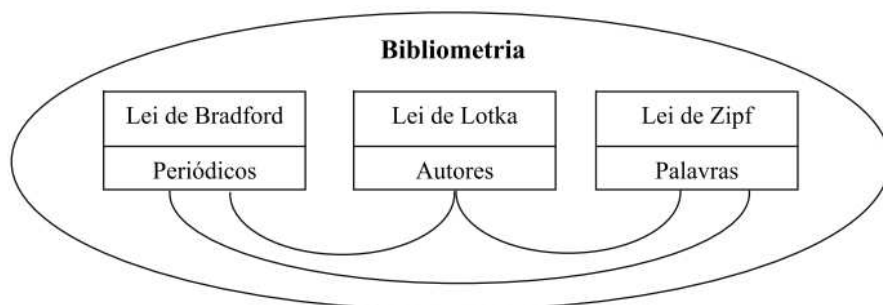 Bibliometria
Lei de Bradford
Lei de Lotka
Lei de Zipf
Periódicos
Autores
Palavras